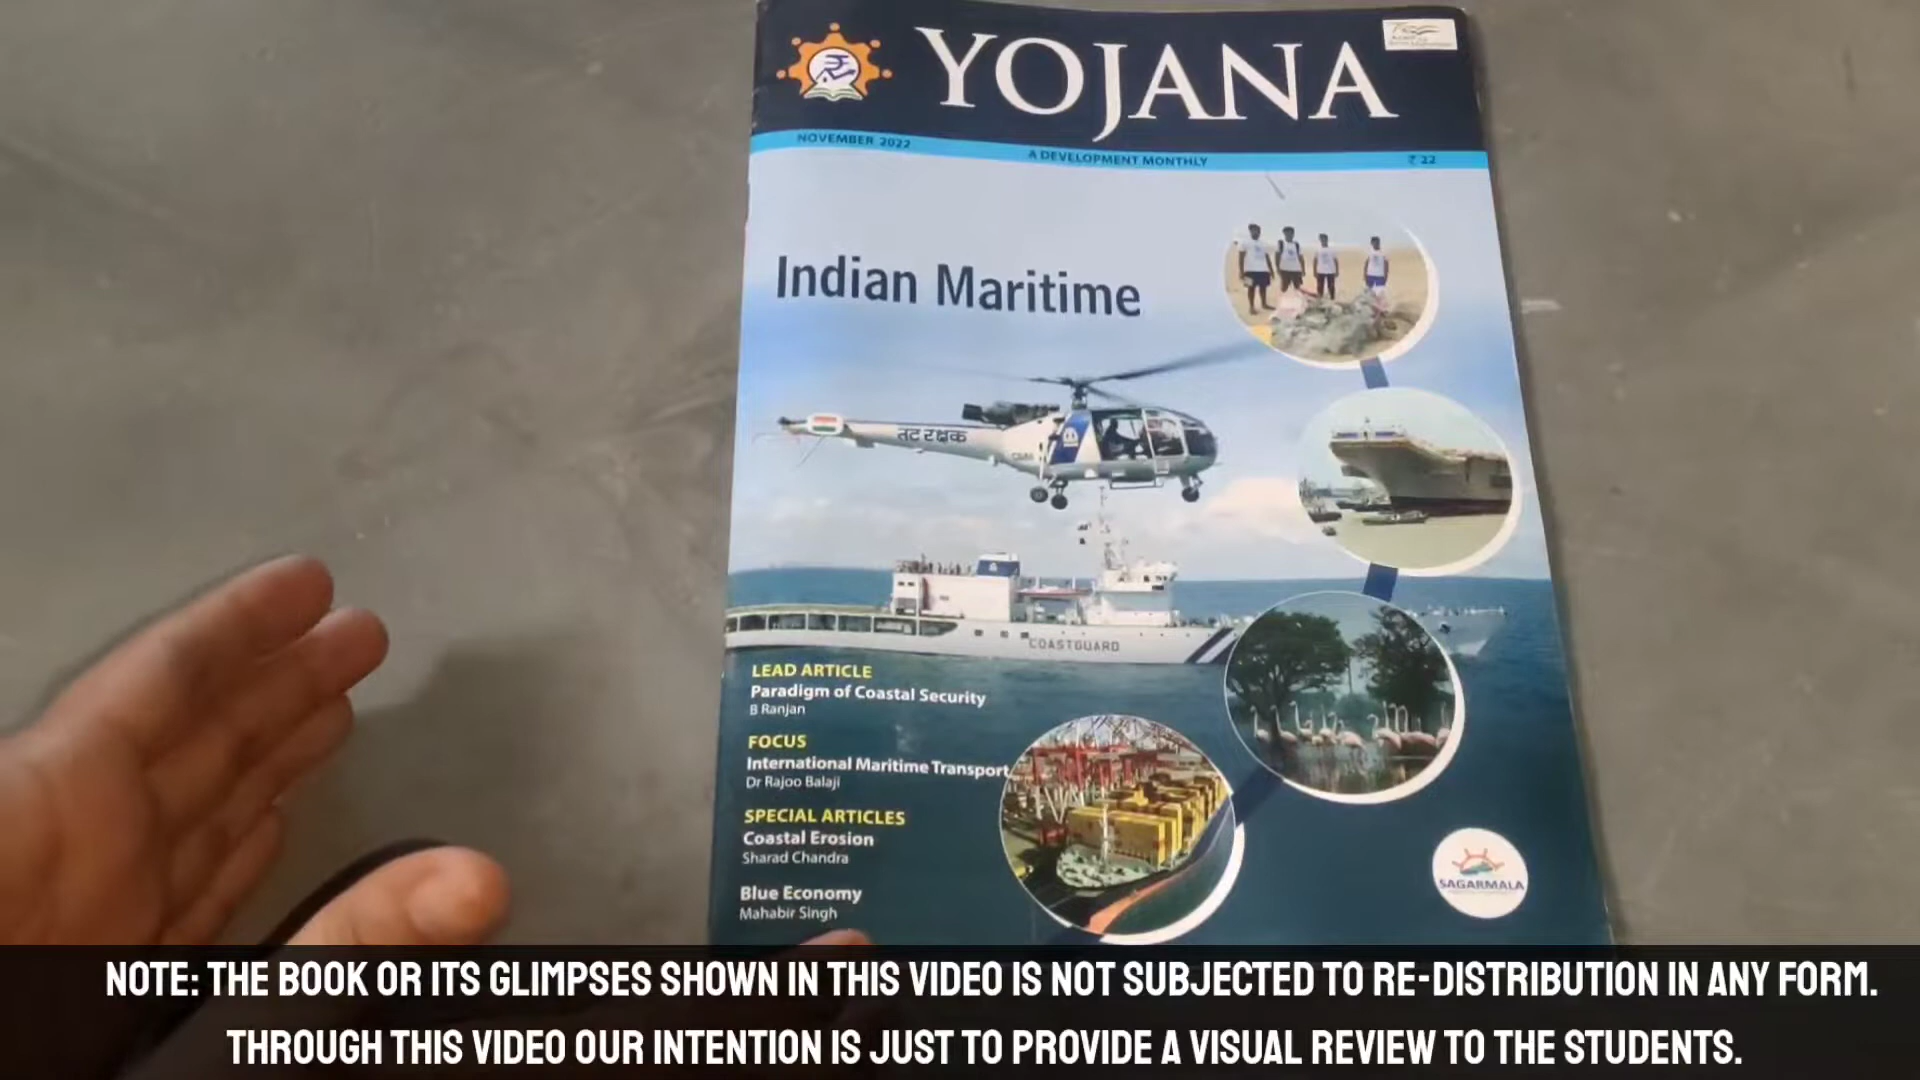 YOJANA
NOVEMBER 2022
A DEVELOPMENT MONTHLY
₹ 22
Indian Maritime
तट रक्षक
COASTGUARD
LEAD ARTICLE
Paradigm of Coastal Security
B Ranjan
FOCUS
International Maritime Transport
Dr Rajoo Balaji
SPECIAL ARTICLES
Coastal Erosion
Sharad Chandra
Blue Economy
Mahabir Singh
SAGARMALA
NOTE: THE BOOK OR ITS GLIMPSES SHOWN IN THIS VIDEO IS NOT SUBJECTED TO RE-DISTRIBUTION IN ANY FORM.
THROUGH THIS VIDEO OUR INTENTION IS JUST TO PROVIDE A VISUAL REVIEW TO THE STUDENTS.